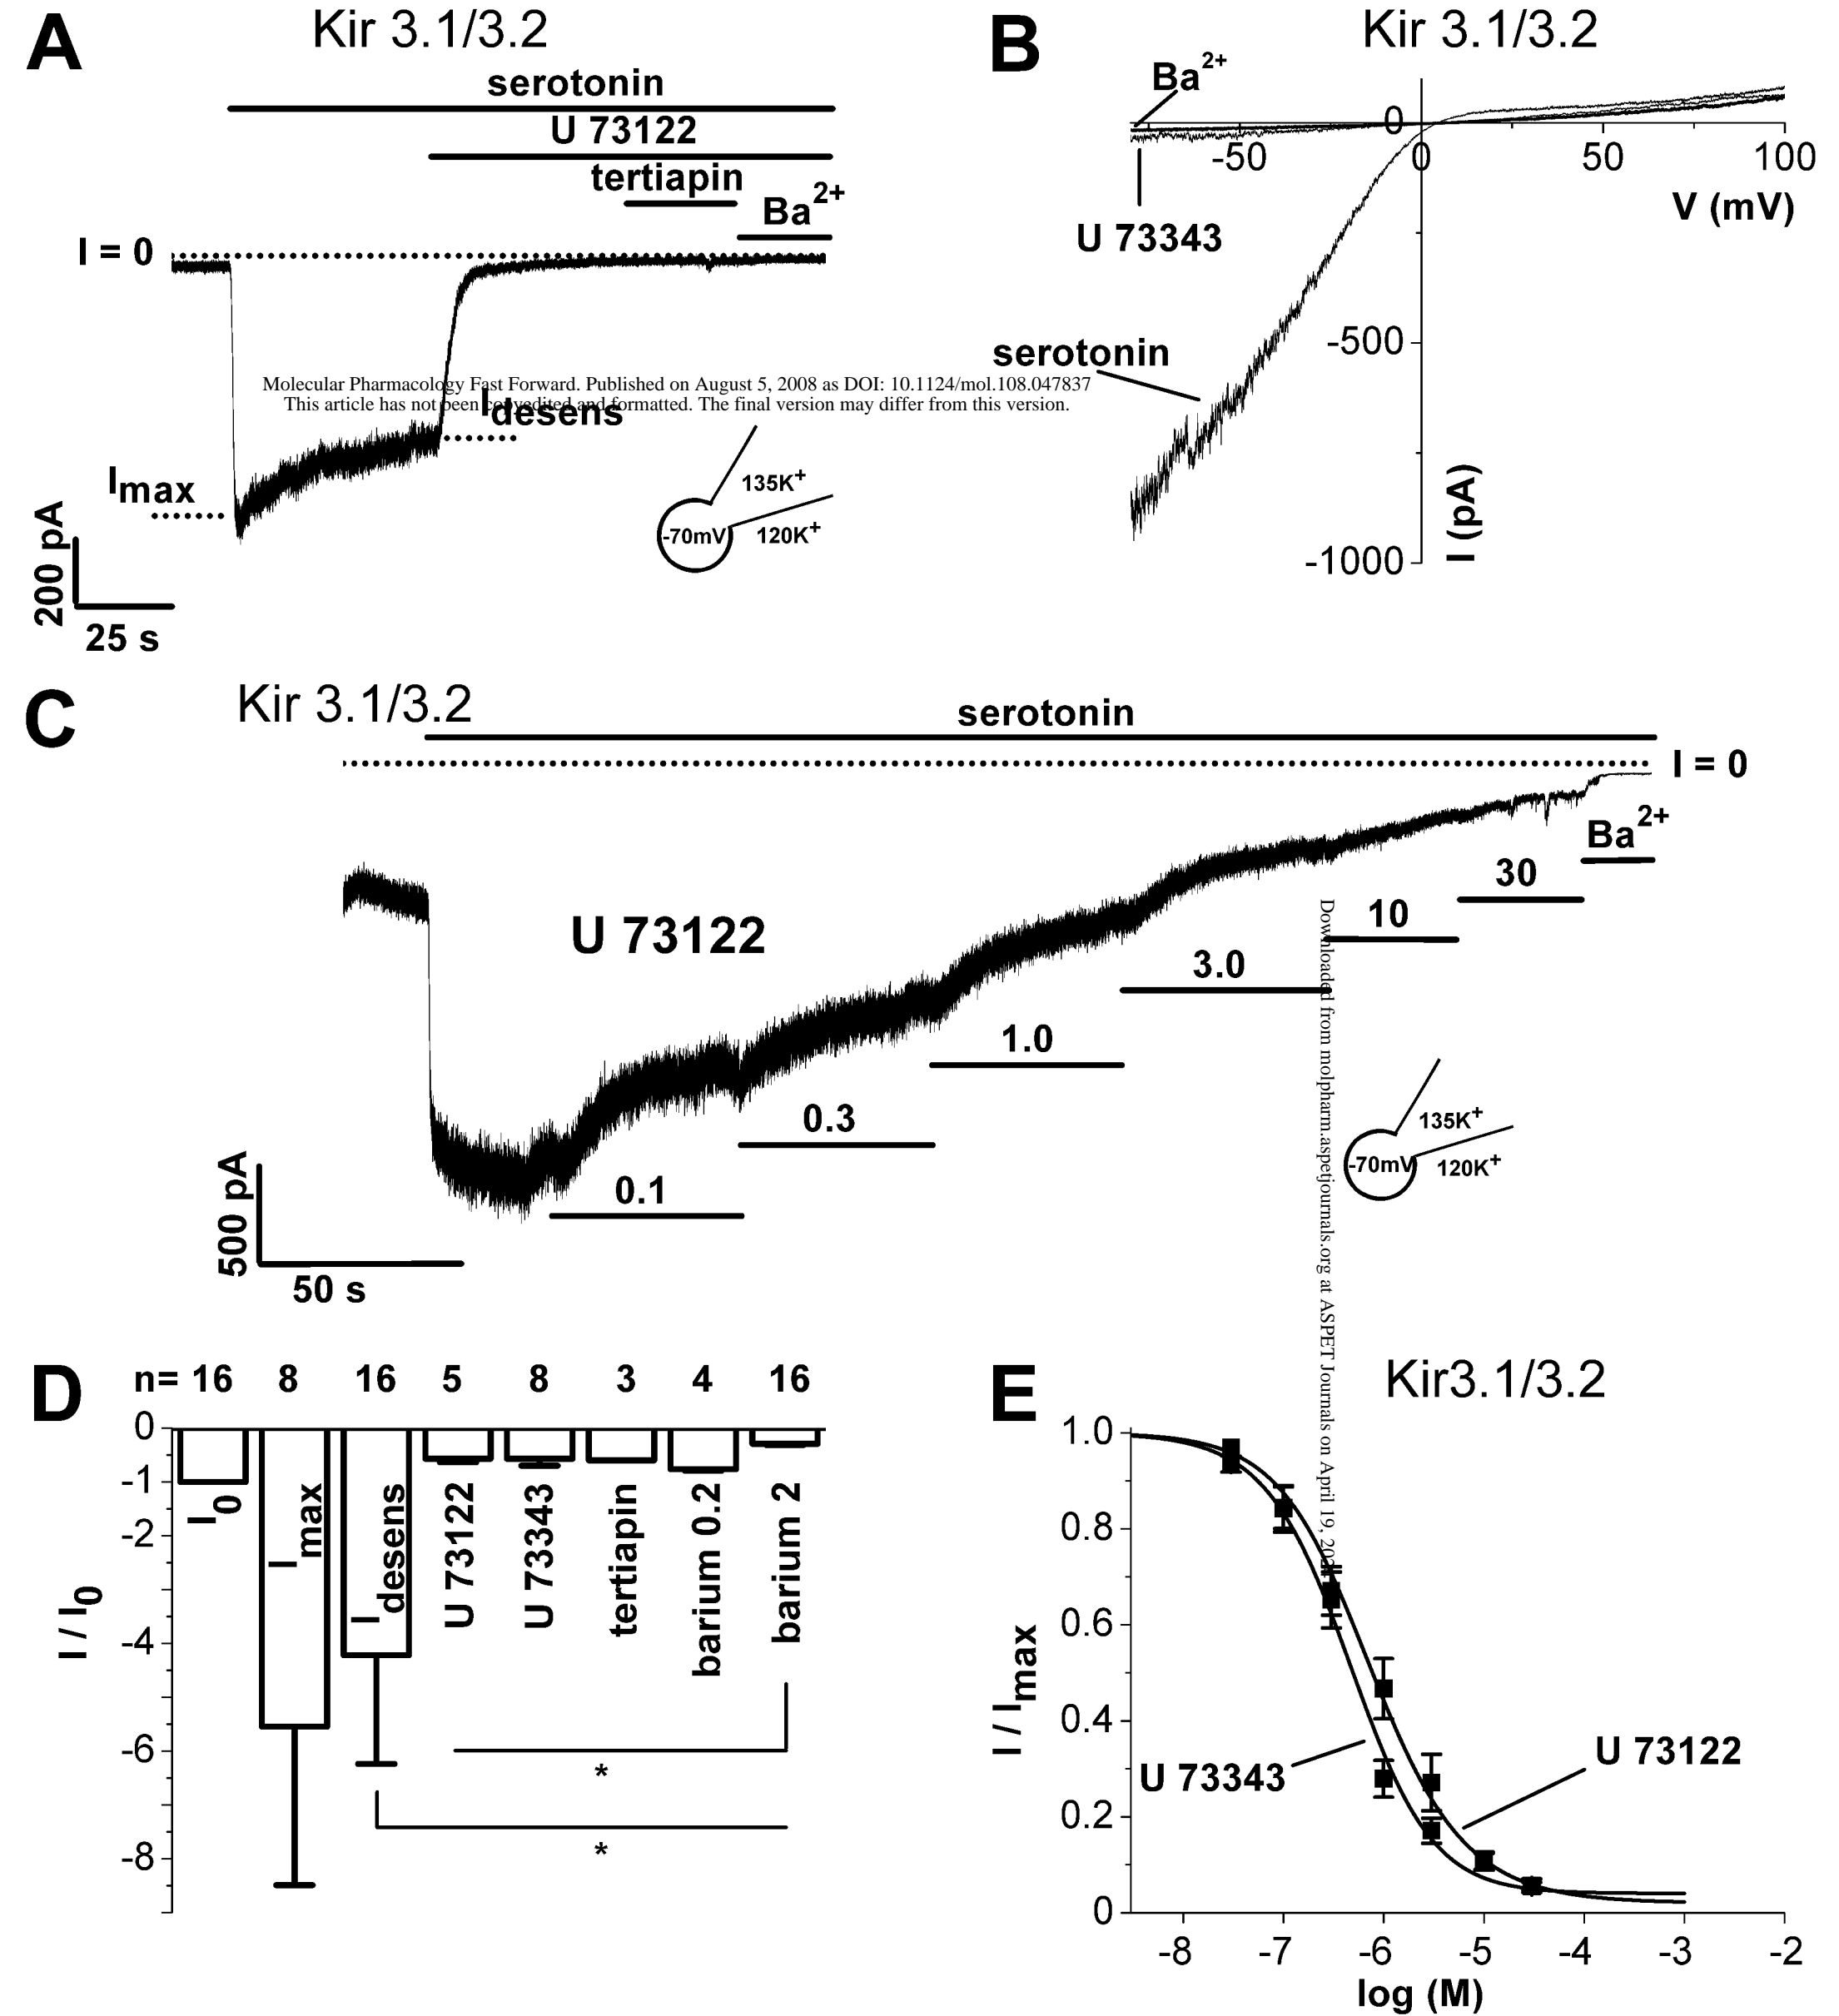 A
Kir 3.1/3.2
serotonin
U 73122
tertiapin
Ba2+
I = 0
Imax
Idesens
200 pA
25 s
-70mV
135K+
120K+
B
Kir 3.1/3.2
Ba2+
0
-50
0
50
100
V (mV)
U 73343
serotonin
-500
-1000
I (pA)
Molecular Pharmacology Fast Forward. Published on August 5, 2008 as DOI: 10.1124/mol.108.047837
This article has not been copyedited and formatted. The final version may differ from this version.
C
Kir 3.1/3.2
serotonin
I = 0
Ba2+
U 73122
0.1
0.3
1.0
3.0
10
30
500 pA
50 s
-70mV
135K+
120K+
D
n= 16 8 16 5 8 3 4 16
0
-1
-2
-4
-6
-8
I / I0
I0
Imax
Idesens
U 73122
U 73343
tertiapin
barium 0.2
barium 2
*
*
E
Kir3.1/3.2
1.0
0.8
0.6
0.4
0.2
0
I / Imax
U 73343
U 73122
-8 -7 -6 -5 -4 -3 -2
log (M)
Downloaded from molpharm.aspetjournals.org at ASPET Journals on April 19,